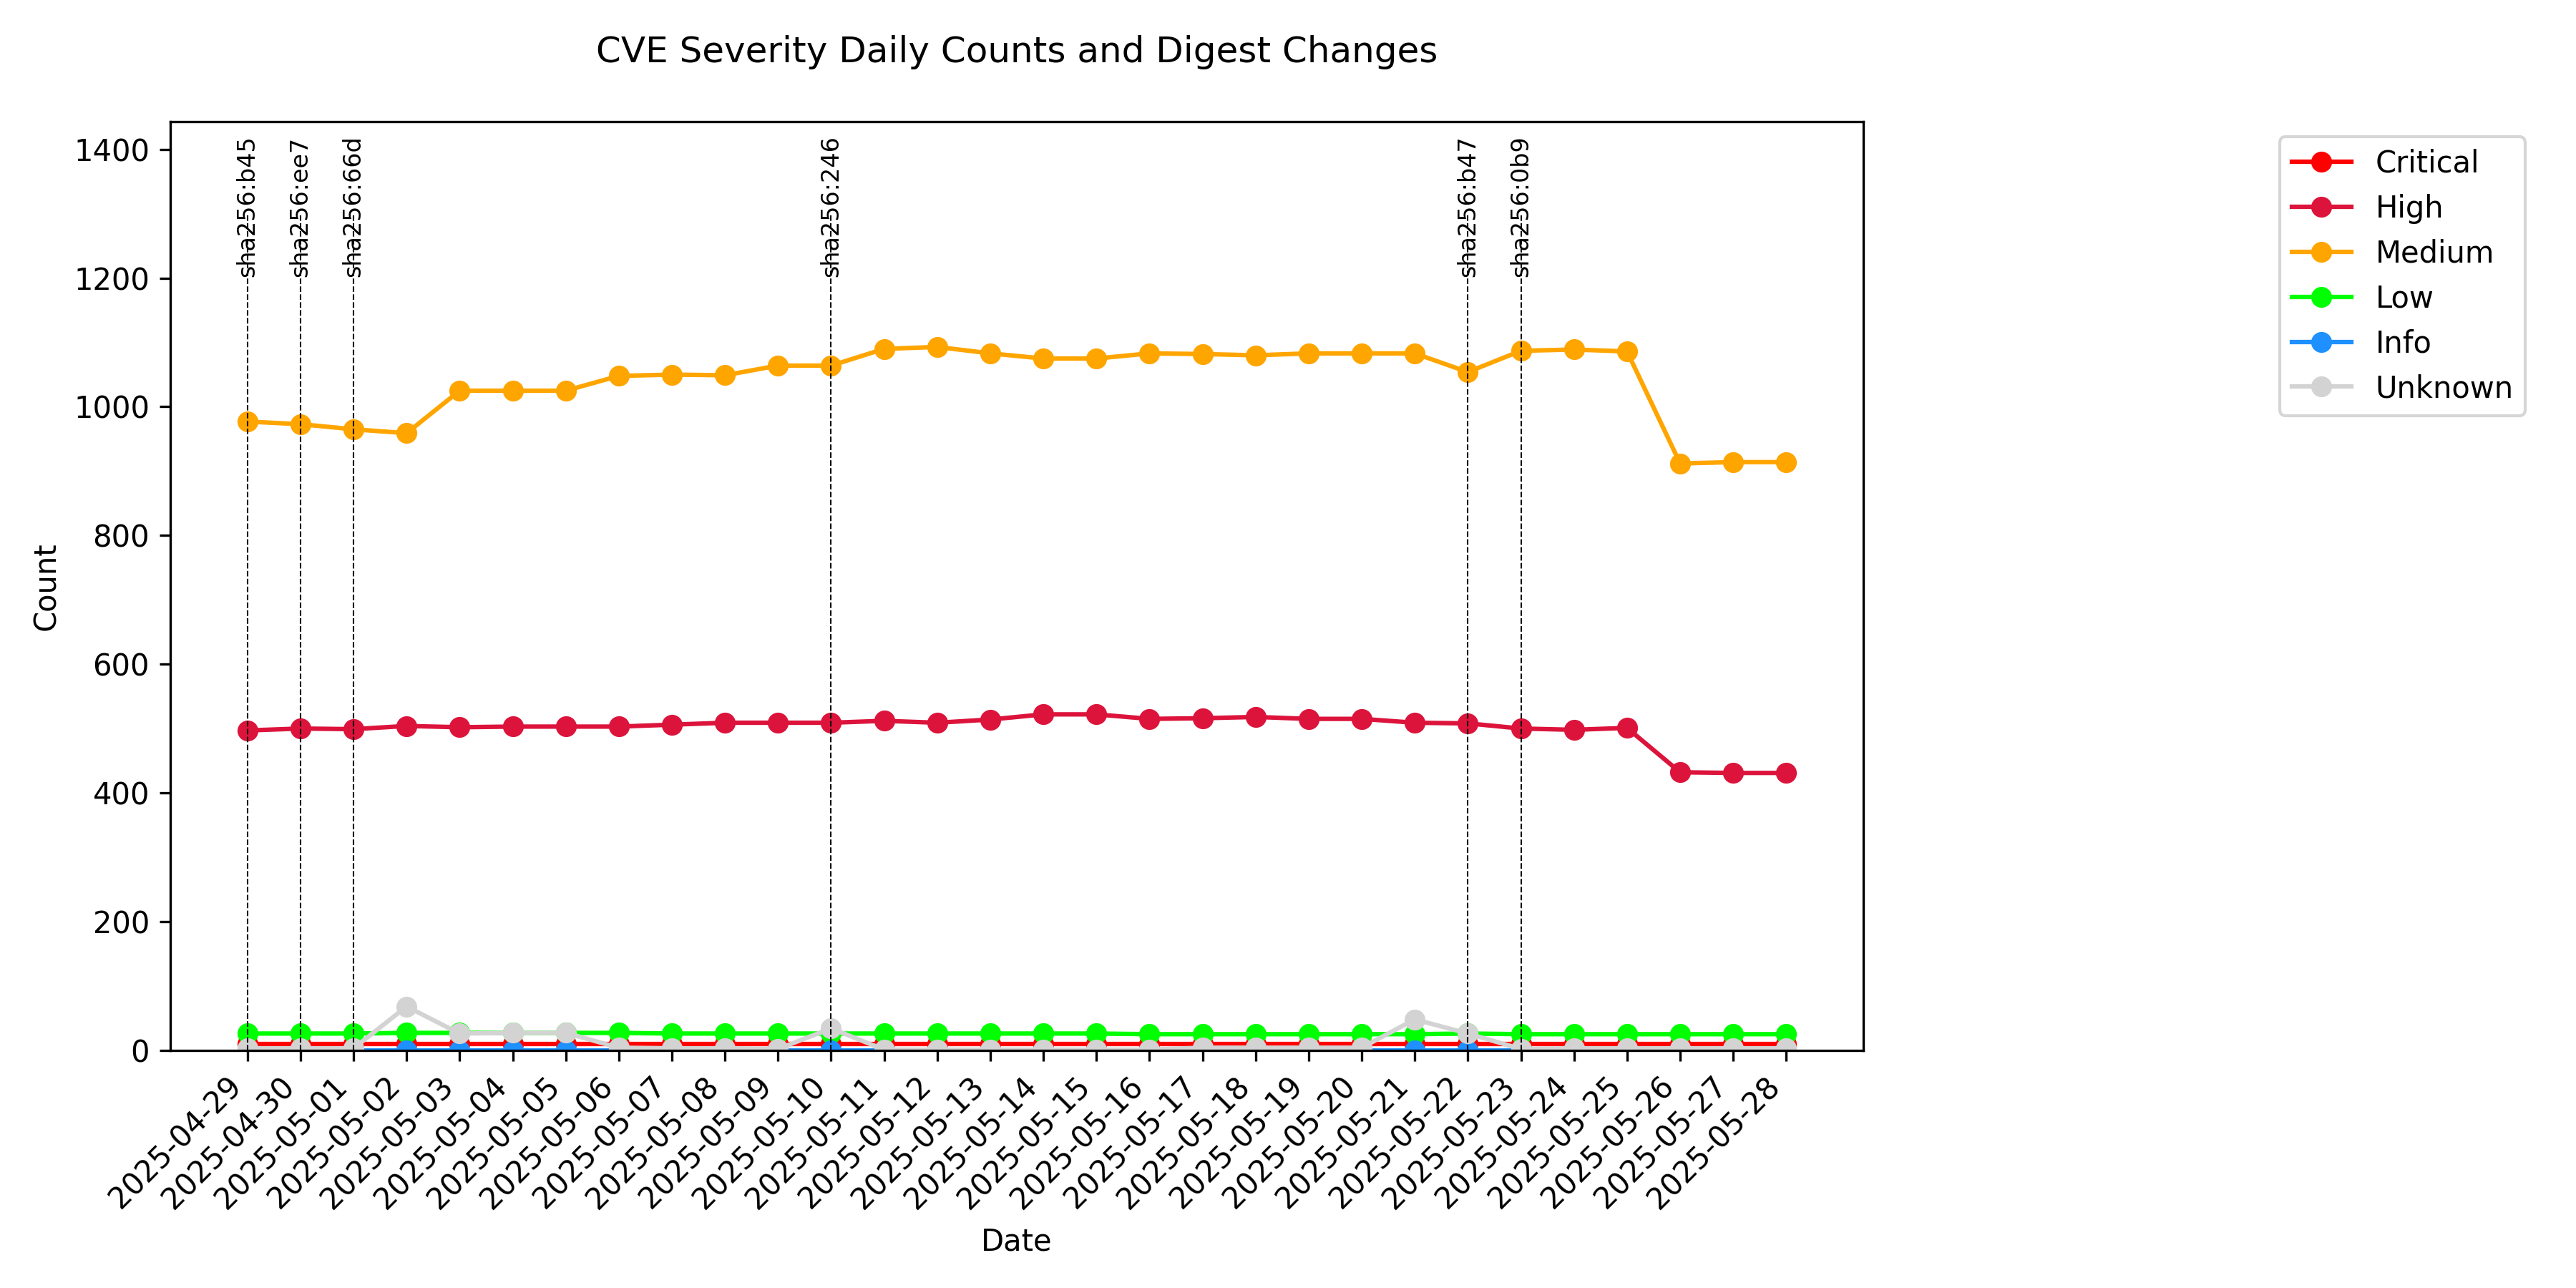 CVE Severity Daily Counts and Digest Changes
sha256:b45
sha256:ee7
sha256:66d
sha256:246
sha256:b47
sha256:0b9
Critical
High
Medium
Low
Info
Unknown
1400
1200
1000
800
600
400
200
0
Count
2025-04-29
2025-04-30
2025-05-01
2025-05-02
2025-05-03
2025-05-04
2025-05-05
2025-05-06
2025-05-07
2025-05-08
2025-05-09
2025-05-10
2025-05-11
2025-05-12
2025-05-13
2025-05-14
2025-05-15
2025-05-16
2025-05-17
2025-05-18
2025-05-19
2025-05-20
2025-05-21
2025-05-22
2025-05-23
2025-05-24
2025-05-25
2025-05-26
2025-05-27
2025-05-28
Date